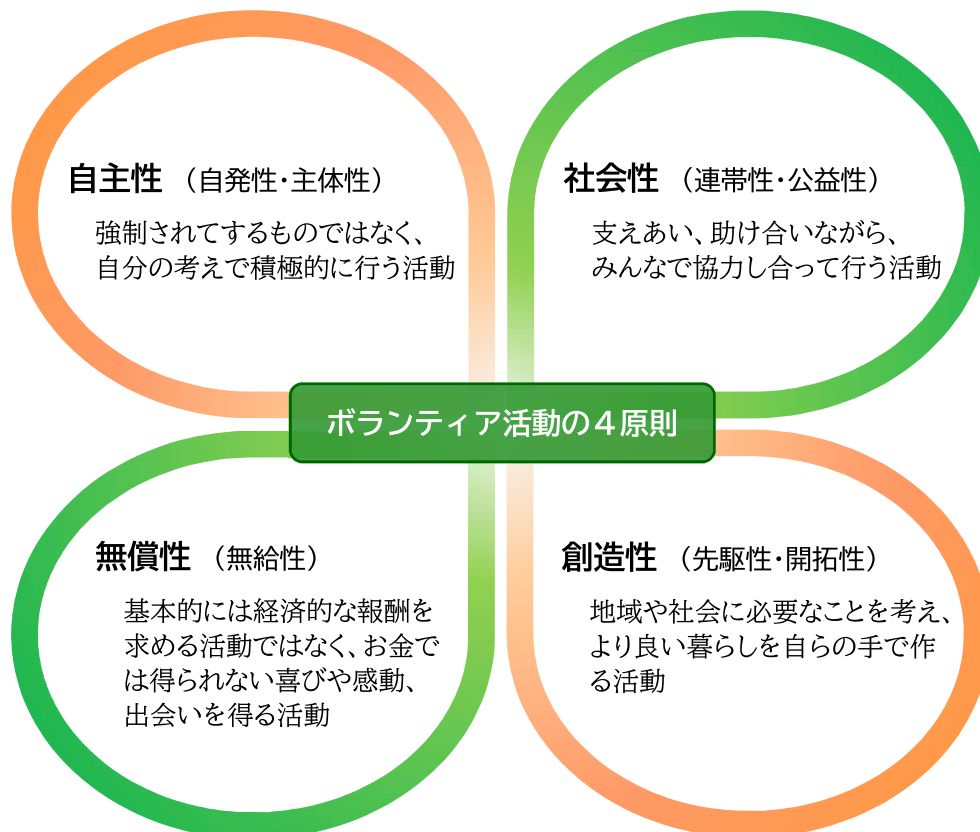 自主性 （自発性・主体性）
強制されてするものではなく、
自分の考えで積極的に行う活動
社会性 （連帯性・公益性）
支えあい、助け合いながら、
みんなで協力し合って行う活動
ボランティア活動の４原則
無償性 （無給性）
基本的には経済的な報酬を
求める活動ではなく、お金で
は得られない喜びや感動、
出会いを得る活動
創造性 （先駆性・開拓性）
地域や社会に必要なことを考え、
より良い暮らしを自らの手で作
る活動